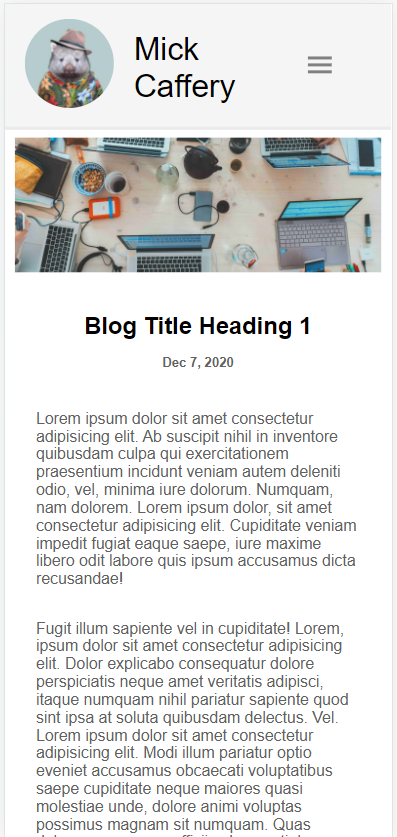 Mick
Caffery
Blog Title Heading 1
Dec 7, 2020
Lorem ipsum dolor sit amet consectetur
adipisicing elit. Ab suscipit nihil in inventore
quibusdam culpa qui exercitationem
praesentium incidunt veniam autem deleniti
odio, vel, minima iure dolorum. Numquam,
nam dolorem. Lorem ipsum dolor, sit amet
consectetur adipisicing elit. Cupiditate veniam
impedit fugiat eaque saepe, iure maxime
libero odit labore quis ipsum accusamus dicta
recusandae!
Fugit illum sapiente vel in cupiditate! Lorem,
ipsum dolor sit amet consectetur adipisicing
elit. Dolor explicabo consequatur dolore
perspiciatis neque amet veritatis adipisci,
itaque numquam nihil pariatur sapiente quod
sint ipsa at soluta quibusdam delectus. Vel.
Lorem ipsum dolor sit amet consectetur
adipisicing elit. Modi illum pariatur optio
eveniet accusamus obcaecati voluptatibus
saepe cupiditate neque maiores quasi
molestiae unde, dolore animi voluptas
possimus magnam sit numquam. Quas